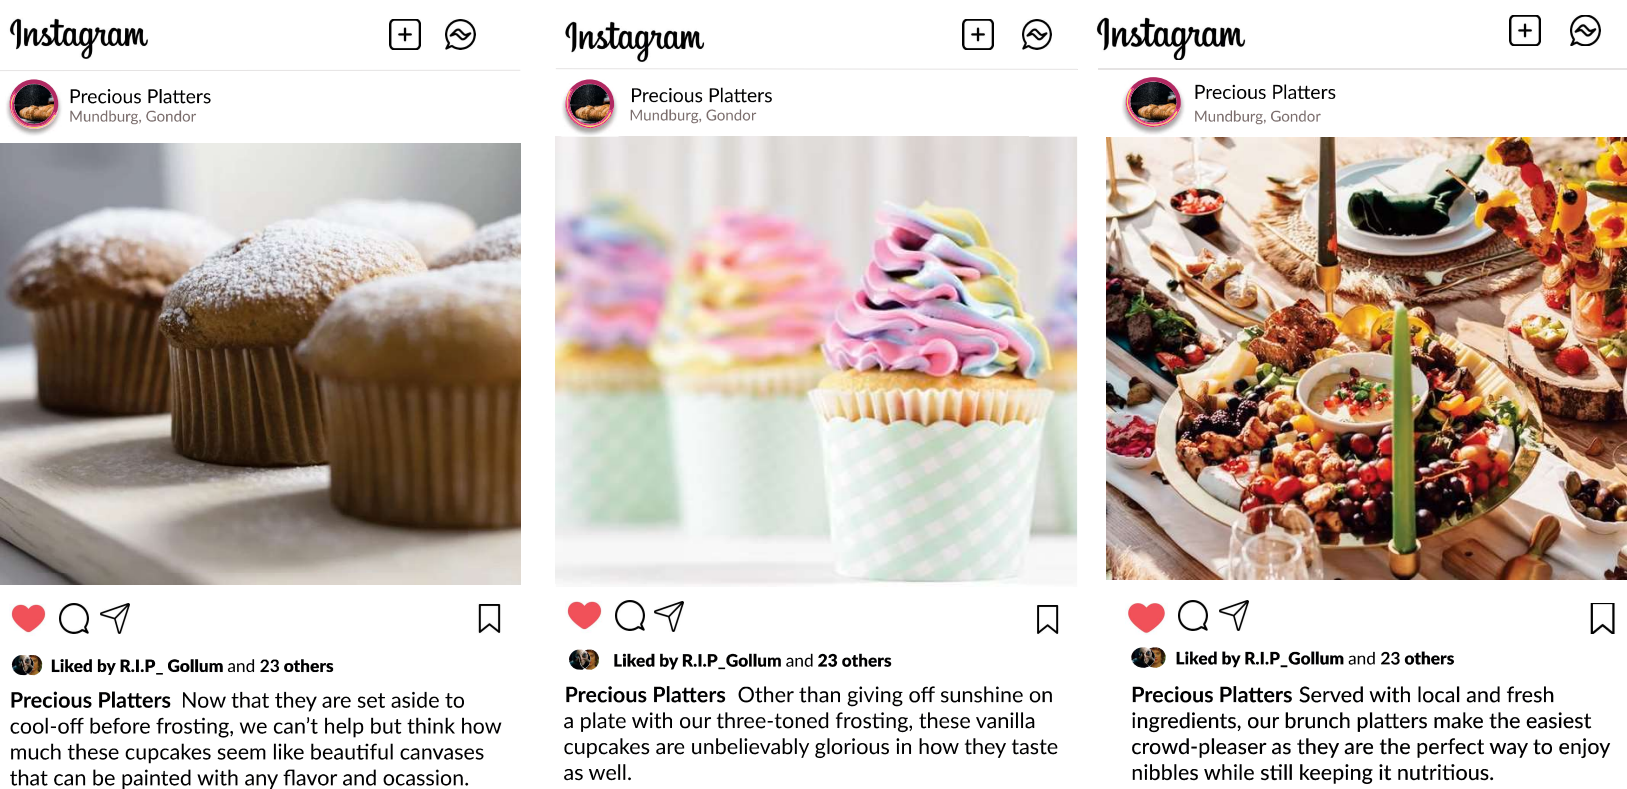 Instagram
Precious Platters
Mundburg, Gondor
Liked by R.I.P_ Gollum and 23 others
Precious Platters Now that they are set aside to
cool-off before frosting, we can't help but think how
much these cupcakes seem like beautiful canvases
that can be painted with any flavor and ocassion.
Instagram
Precious Platters
Mundburg, Gondor
Liked by R.I.P_Gollum and 23 others
Precious Platters Other than giving off sunshine on
a plate with our three-toned frosting, these vanilla
cupcakes are unbelievably glorious in how they taste
as well.
Instagram
Precious Platters
Mundburg, Gondor
Liked by R.I.P_Gollum and 23 others
Precious Platters Served with local and fresh
ingredients, our brunch platters make the easiest
crowd-pleaser as they are the perfect way to enjoy
nibbles while still keeping it nutritious.